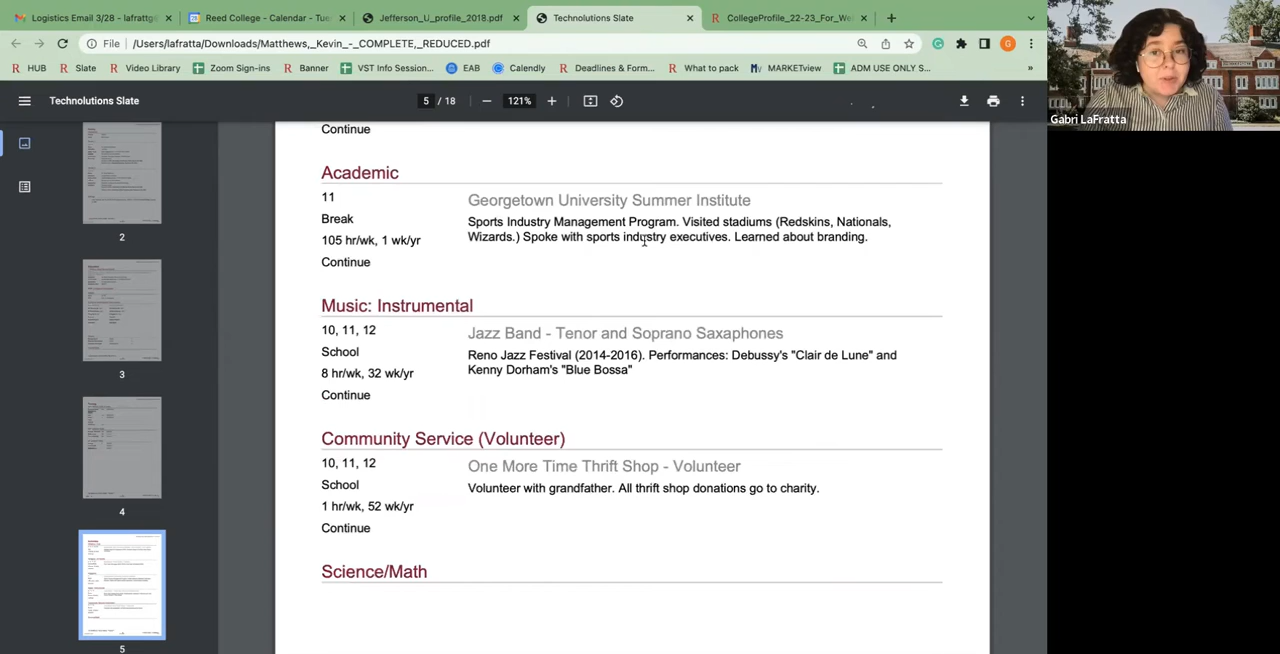 Logistics Email 3/28 - lafrattg
Reed College - Calendar - Tue
Jefferson_U_profile_2018.pdf
Technolutions Slate
CollegeProfile_22-23_For_We
File
/Users/lafratta/Downloads/Matthews,_Kevin_-_COMPLETE,_REDUCED.pdf
HUB
Slate
Video Library
Zoom Sign-ins
Banner
VST Info Session...
Calendly
Deadlines & Form...
What to pack
MARKETview
ADM USE ONLY S...
Technolutions Slate
5 / 18
121%
Gabri LaFratta
2
3
4
5
Continue
Academic
11
Break
105 hr/wk, 1 wk/yr
Continue
Georgetown University Summer Institute
Sports Industry Management Program. Visited stadiums (Redskins, Nationals,
Wizards.) Spoke with sports industry executives. Learned about branding.
Music: Instrumental
10, 11, 12
School
8 hr/wk, 32 wk/yr
Continue
Jazz Band - Tenor and Soprano Saxaphones
Reno Jazz Festival (2014-2016). Performances: Debussy's "Clair de Lune" and
Kenny Dorham's "Blue Bossa"
Community Service (Volunteer)
10, 11, 12
School
1 hr/wk, 52 wk/yr
Continue
One More Time Thrift Shop - Volunteer
Volunteer with grandfather. All thrift shop donations go to charity.
Science/Math